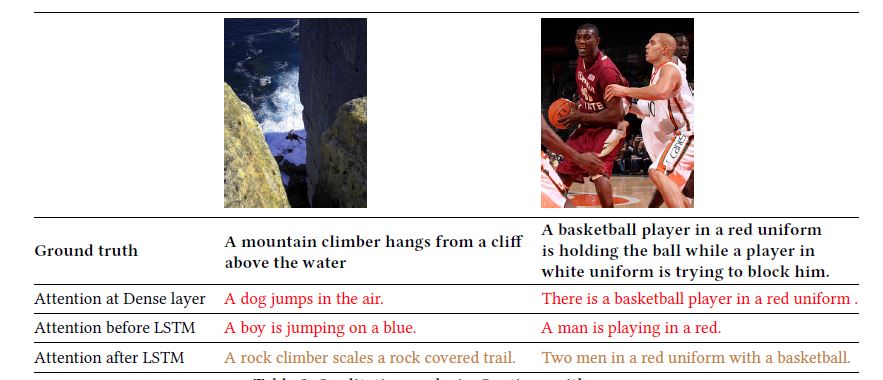 STATE
Canes
Ground truth
A mountain climber hangs from a cliff
above the water
A basketball player in a red uniform
is holding the ball while a player in
white uniform is trying to block him.
Attention at Dense layer
A dog jumps in the air.
There is a basketball player in a red uniform .
Attention before LSTM
A boy is jumping on a blue.
A man is playing in a red.
Attention after LSTM
A rock climber scales a rock covered trail.
Two men in a red uniform with a basketball.